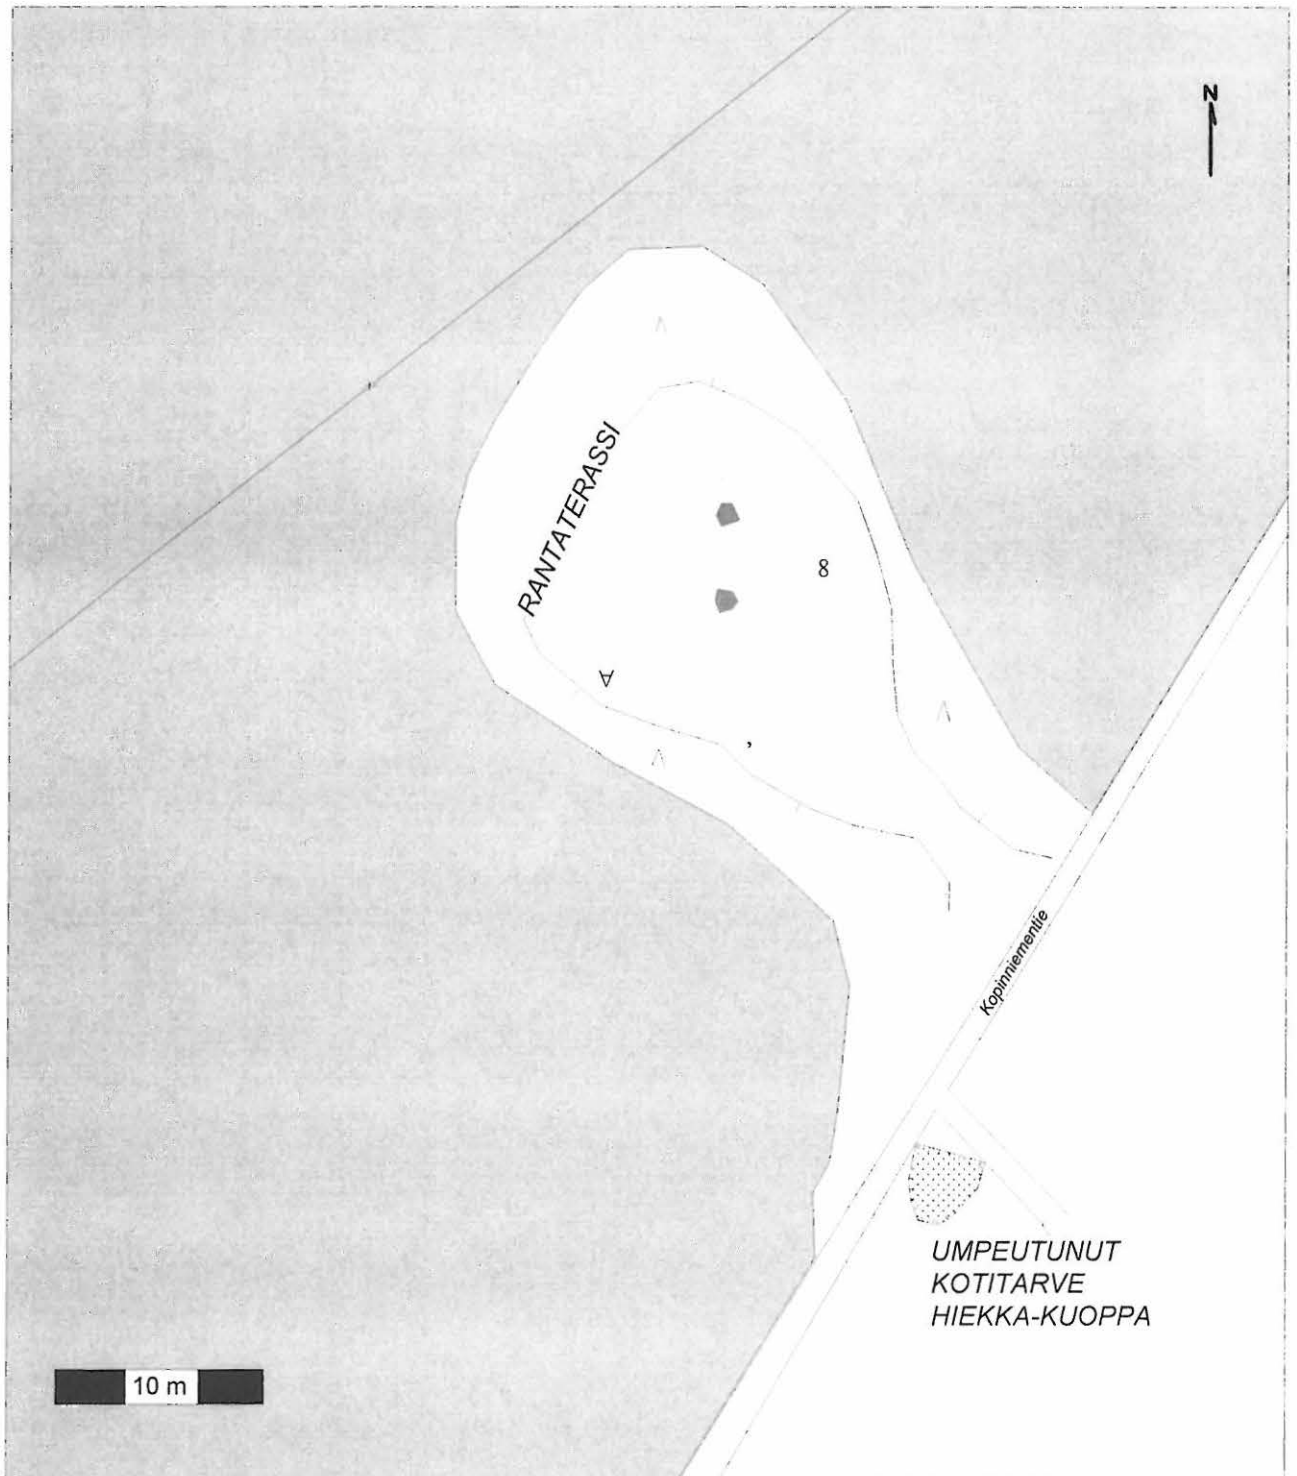 N
RANTATERASSI
8
Kopinniementie
UMPEUTUNUT
KOTITARVE
HIEKKA-KUOPPA
10 m